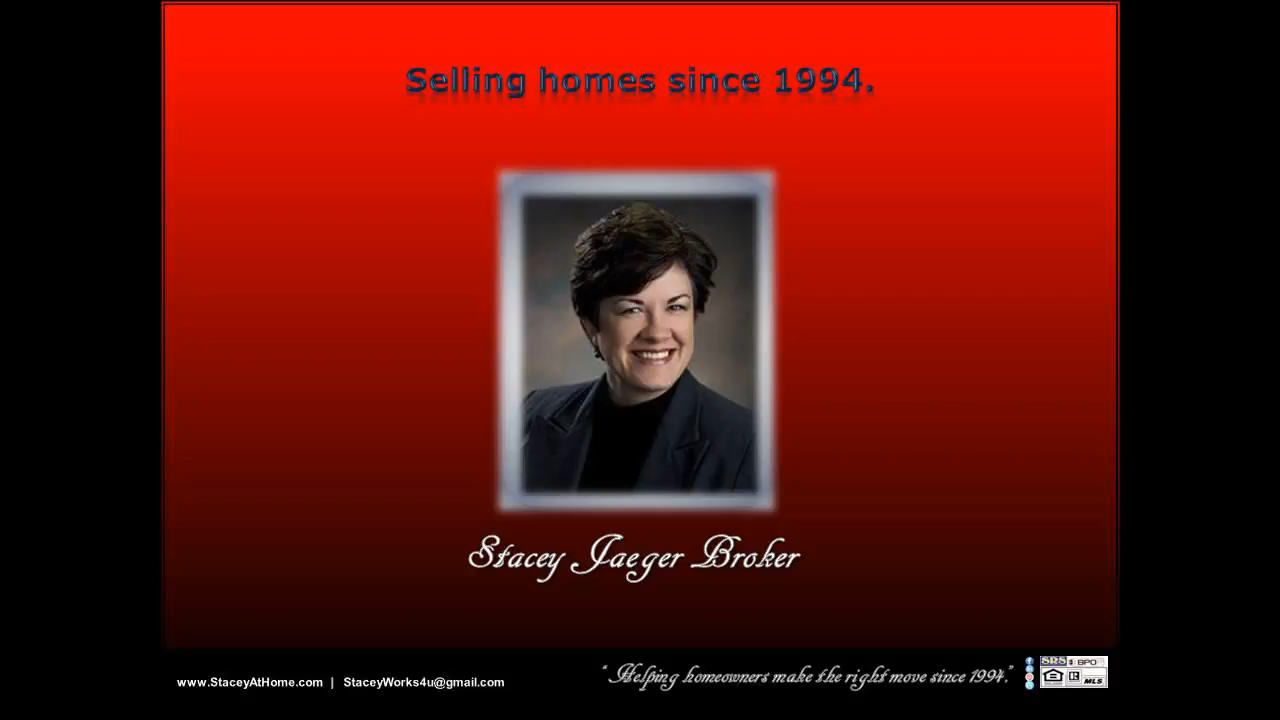 Selling homes since 1994.
Stacey Jaeger Broker
www.StaceyAtHome.com | StaceyWorks4u@gmail.com
“Helping homeowners make the right move since 1994.”
SRS BPO
R MLS